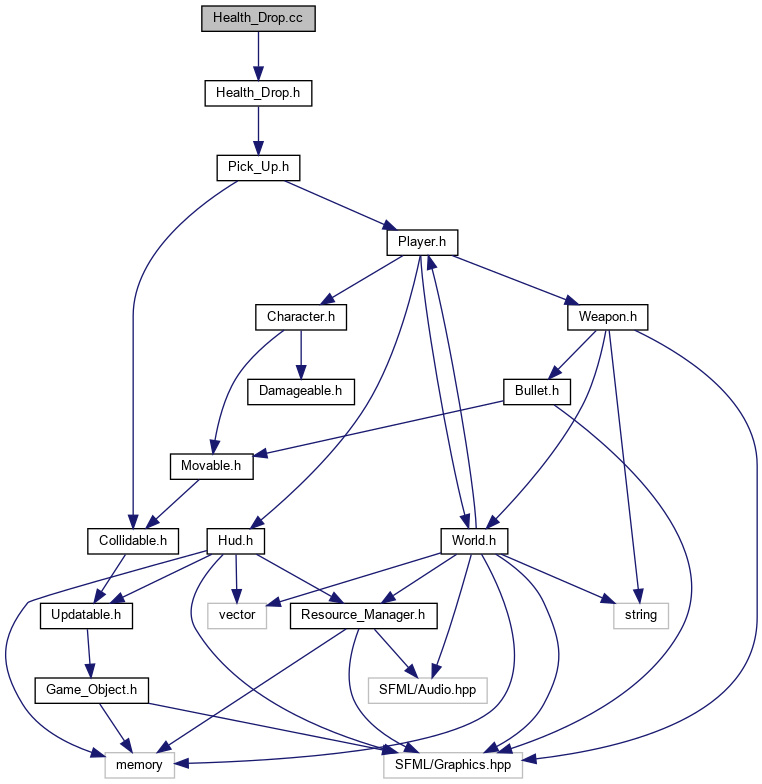 Health_Drop.cc
Health_Drop.h
Pick_Up.h
Player.h
Character.h
Weapon.h
Damageable.h
Bullet.h
Movable.h
Collidable.h
Hud.h
World.h
Updatable.h
vector
Resource_Manager.h
string
Game_Object.h
SFML/Audio.hpp
memory
SFML/Graphics.hpp